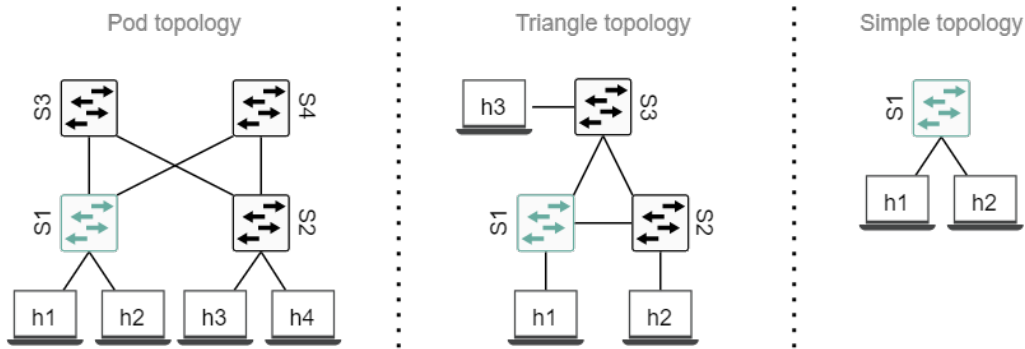 Pod topology
S3
S4
S1
S2
h1
h2
h3
h4
Triangle topology
h3
S3
S1
S2
h1
h2
Simple topology
S1
h1
h2